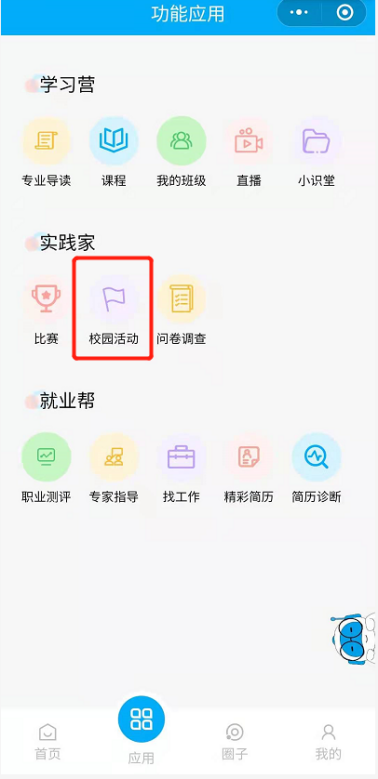 功能应用
学习营
专业导读 课程 我的班级 直播 小识堂
实践家
比赛 校园活动 问卷调查
就业帮
职业测评 专家指导 找工作 精彩简历 简历诊断
首页 应用 圈子 我的